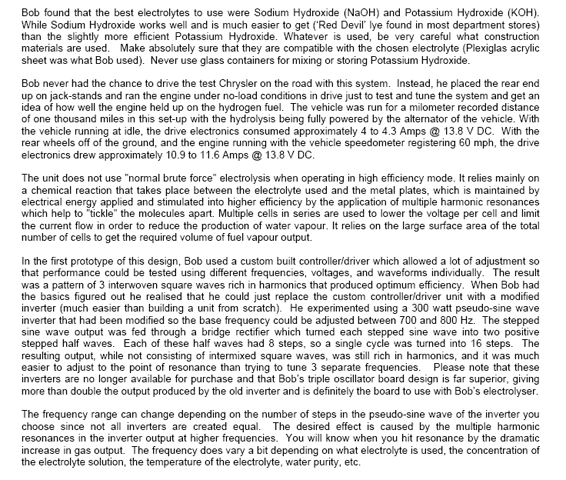 Bob found that the best electrolytes to use were Sodium Hydroxide (NaOH) and Potassium Hydroxide (KOH).
While Sodium Hydroxide works well and is much easier to get ('Red Devil' lye found in most department stores)
than the slightly more efficient Potassium Hydroxide. Whatever is used, be very careful what construction
materials are used. Make absolutely sure that they are compatible with the chosen electrolyte (Plexiglas acrylic
sheet was what Bob used). Never use glass containers for mixing or storing Potassium Hydroxide.
Bob never had the chance to drive the test Chrysler on the road with this system. Instead, he placed the rear end
up on jack-stands and ran the engine under no-load conditions in drive just to test and tune the system and get an
idea of how well the engine held up on the hydrogen fuel. The vehicle was run for a milometer recorded distance
of one thousand miles in this set-up with the hydrolysis being fully powered by the alternator of the vehicle. With
the vehicle running at idle, the drive electronics consumed approximately 4 to 4.3 Amps @ 13.8 V DC. With the
rear wheels off of the ground, and the engine running with the vehicle speedometer registering 60 mph, the drive
electronics drew approximately 10.9 to 11.6 Amps @ 13.8 V DC.
The unit does not use "normal brute force" electrolysis when operating in high efficiency mode. It relies mainly on
a chemical reaction that takes place between the electrolyte used and the metal plates, which is maintained by
electrical energy applied and stimulated into higher efficiency by the application of multiple harmonic resonances
which help to "tickle" the molecules apart. Multiple cells in series are used to lower the voltage per cell and limit
the current flow in order to reduce the production of water vapour. It relies on the large surface area of the total
number of cells to get the required volume of fuel vapour output.
In the first prototype of this design, Bob used a custom built controller/driver which allowed a lot of adjustment so
that performance could be tested using different frequencies, voltages, and waveforms individually. The result
was a pattern of 3 interwoven square waves rich in harmonics that produced optimum efficiency. When Bob had
the basics figured out he realised that he could just replace the custom controller/driver unit with a modified
inverter (much easier than building a unit from scratch). He experimented using a 300 watt pseudo-sine wave
inverter that had been modified so the base frequency could be adjusted between 700 and 800 Hz. The stepped
sine wave output was fed through a bridge rectifier which turned each stepped sine wave into two positive
stepped half waves. Each of these half waves had 8 steps, so a single cycle was turned into 16 steps. The
resulting output, while not consisting of intermixed square waves, was still rich in harmonics, and it was much
easier to adjust to the point of resonance than trying to tune 3 separate frequencies. Please note that these
inverters are no longer available for purchase and that Bob's triple oscillator board design is far superior, giving
more than double the output produced by the old inverter and is definitely the board to use with Bob's electrolyser.
The frequency range can change depending on the number of steps in the pseudo-sine wave of the inverter you
choose since not all inverters are created equal. The desired effect is caused by the multiple harmonic
resonances in the inverter output at higher frequencies. You will know when you hit resonance by the dramatic
increase in gas output. The frequency does vary a bit depending on what electrolyte is used, the concentration of
the electrolyte solution, the temperature of the electrolyte, water purity, etc.